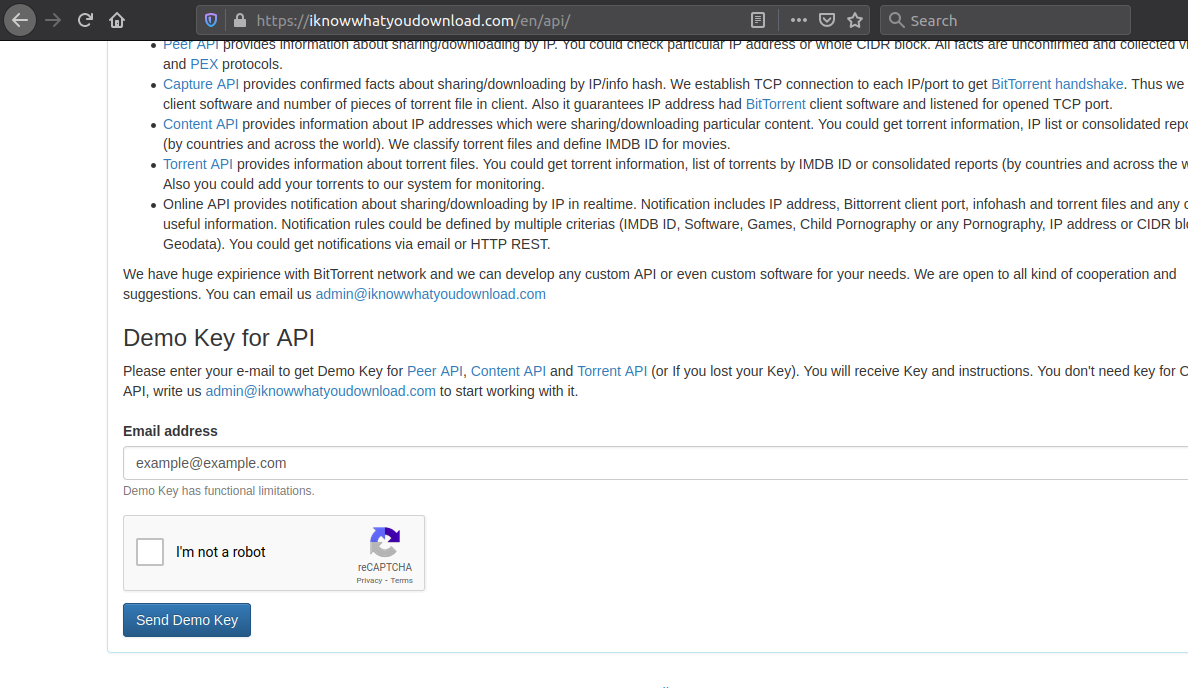 https://iknowwhatyoudownload.com/en/api/
Search
Peer API provides information about sharing/downloading by IP. You could check particular IP address or whole CIDR block. All facts are unconfirmed and collected
and PEX protocols.
Capture API provides confirmed facts about sharing/downloading by IP/info hash. We establish TCP connection to each IP/port to get BitTorrent handshake. Thus we
client software and number of pieces of torrent file in client. Also it guarantees IP address had BitTorrent client software and listened for opened TCP port.
Content API provides information about IP addresses which were sharing/downloading particular content. You could get torrent information, IP list or consolidated repo
(by countries and across the world). We classify torrent files and define IMDB ID for movies.
Torrent API provides information about torrent files. You could get torrent information, list of torrents by IMDB ID or consolidated reports (by countries and across the w
Also you could add your torrents to our system for monitoring.
Online API provides notification about sharing/downloading by IP in realtime. Notification includes IP address, Bittorrent client port, infohash and torrent files and any o
useful information. Notification rules could be defined by multiple criterias (IMDB ID, Software, Games, Child Pornography or any Pornography, IP address or CIDR blo
Geodata). You could get notifications via email or HTTP REST.
We have huge expirience with BitTorrent network and we can develop any custom API or even custom software for your needs. We are open to all kind of cooperation and
suggestions. You can email us admin@iknowwhatyoudownload.com
Demo Key for API
Please enter your e-mail to get Demo Key for Peer API, Content API and Torrent API (or If you lost your Key). You will receive Key and instructions. You don't need key for
API, write us admin@iknowwhatyoudownload.com to start working with it.
Email address
example@example.com
Demo Key has functional limitations.
I'm not a robot
reCAPTCHA
Privacy - Terms
Send Demo Key